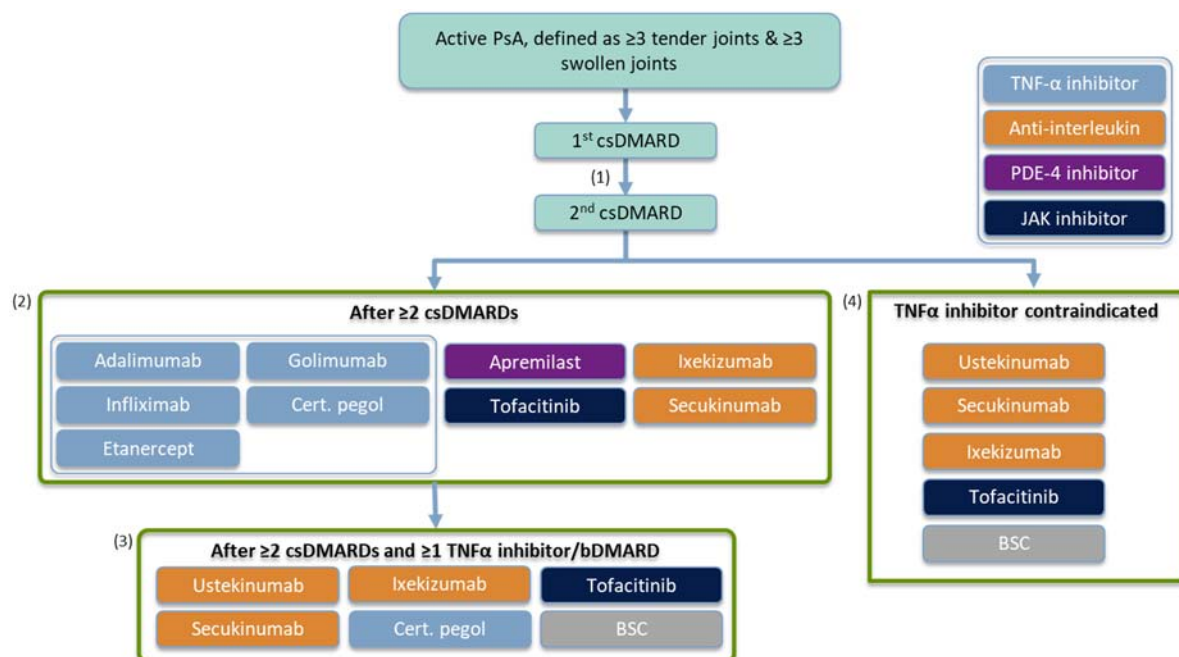 Active PsA, defined as ≥3 tender joints & ≥3
swollen joints
TNF-α inhibitor
Anti-interleukin
PDE-4 inhibitor
JAK inhibitor
1st csDMARD
(1)
2nd csDMARD
(2)
After ≥2 csDMARDs
Adalimumab
Golimumab
Apremilast
Ixekizumab
Infliximab
Cert. pegol
Tofacitinib
Secukinumab
Etanercept
(4)
TNFα inhibitor contraindicated
Ustekinumab
Secukinumab
Ixekizumab
Tofacitinib
BSC
(3)
After ≥2 csDMARDs and ≥1 TNFα inhibitor/bDMARD
Ustekinumab
Ixekizumab
Tofacitinib
Secukinumab
Cert. pegol
BSC